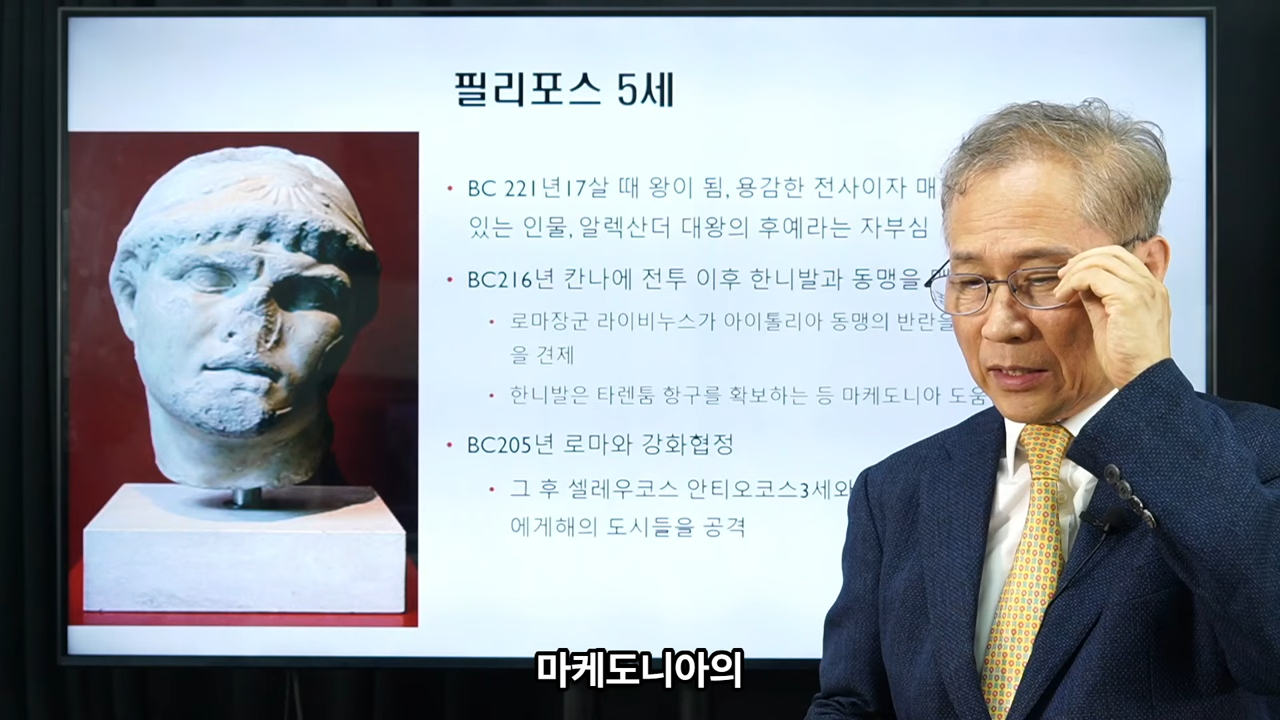 필리포스 5세
• BC 221년17살 때 왕이 됨, 용감한 전사이자
있는 인물, 알렉산더 대왕의 후예라는 자부심
• BC216년 칸나에 전투 이후 한니발과 동맹을
• 로마장군 라이비누스가 아이톨리아 동맹의 반란을
을 견제
• 한니발은 타렌툼 항구를 확보하는 등 마케도니아 도움
• BC205년 로마와 강화협정
• 그 후 셀레우코스 안티오코스3세와
에게해의 도시들을 공격
마케도니아의